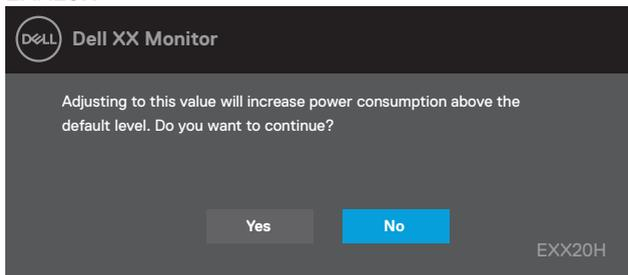 DELL Dell XX Monitor
Adjusting to this value will increase power consumption above the
default level. Do you want to continue?
Yes No
EXX20H